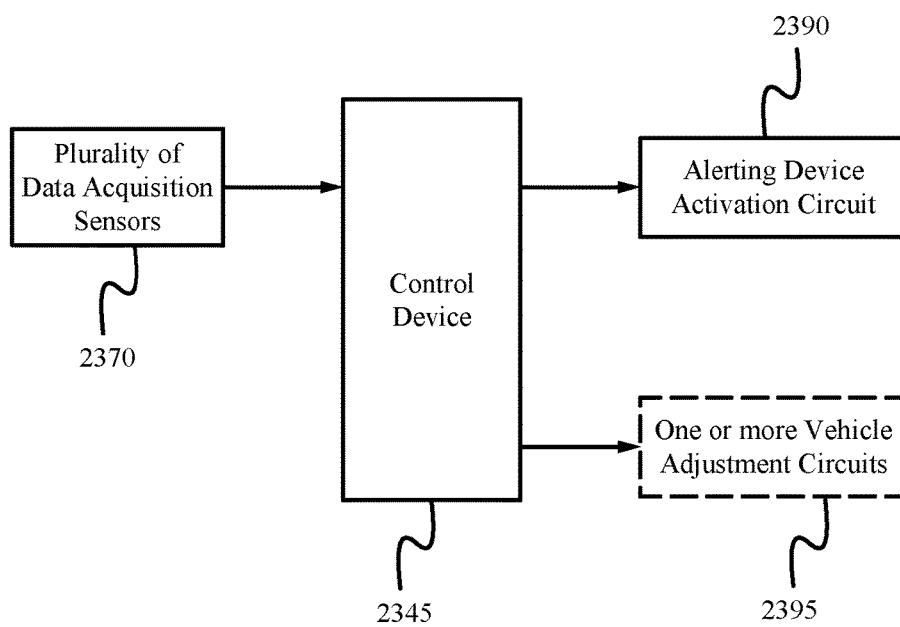 2390
Plurality of
Data Acquisition
Sensors
Alerting Device
Activation Circuit
Control
Device
2370
One or more Vehicle
Adjustment Circuits
2345
2395